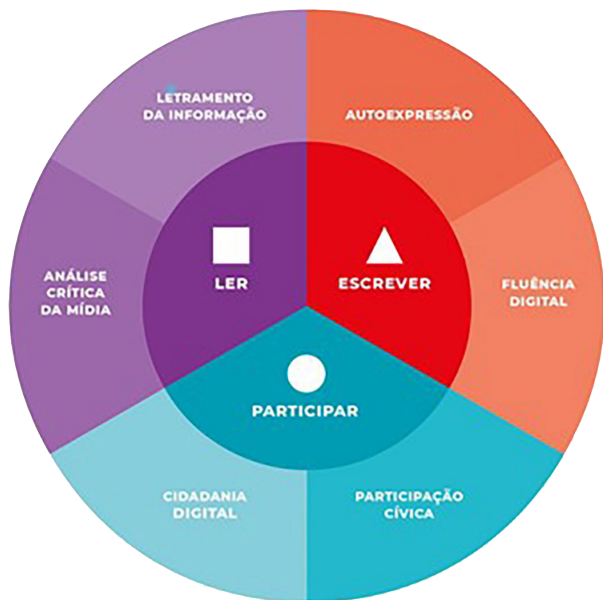 LETRAMENTO
DA INFORMAÇÃO
AUTOEXPRESSÃO
ANÁLISE
CRÍTICA
DA MÍDIA
LER
ESCREVER
FLUÊNCIA
DIGITAL
PARTICIPAR
CIDADANIA
DIGITAL
PARTICIPAÇÃO
CÍVICA